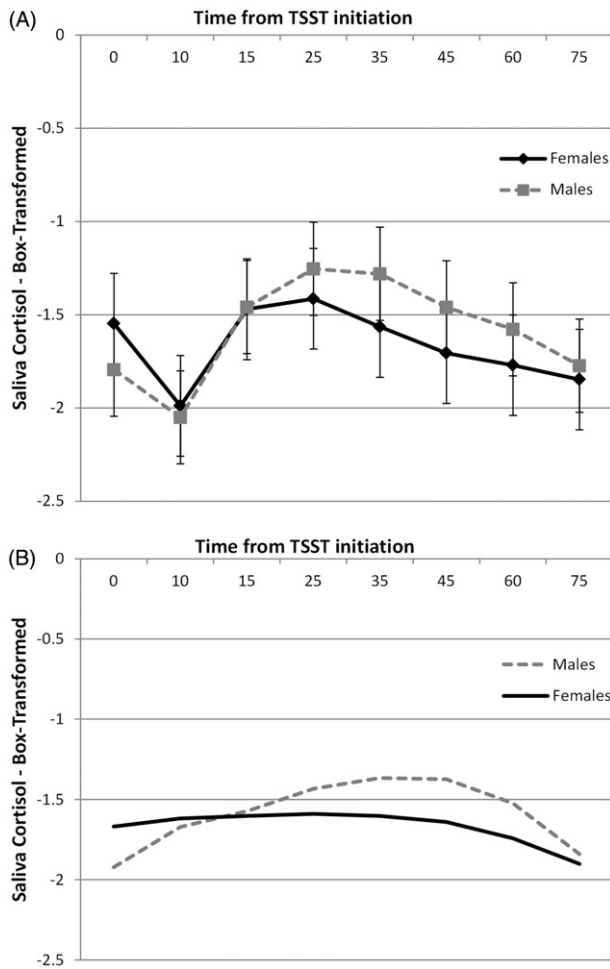 (A)
Time from TSST initiation
0 10 15 25 35 45 60 75
0
-0.5
-1
-1.5
-2
-2.5
Saliva Cortisol - Box-Transformed
Females
Males
(B)
Time from TSST initiation
0 10 15 25 35 45 60 75
0
-0.5
-1
-1.5
-2
-2.5
Saliva Cortisol - Box-Transformed
Males
Females